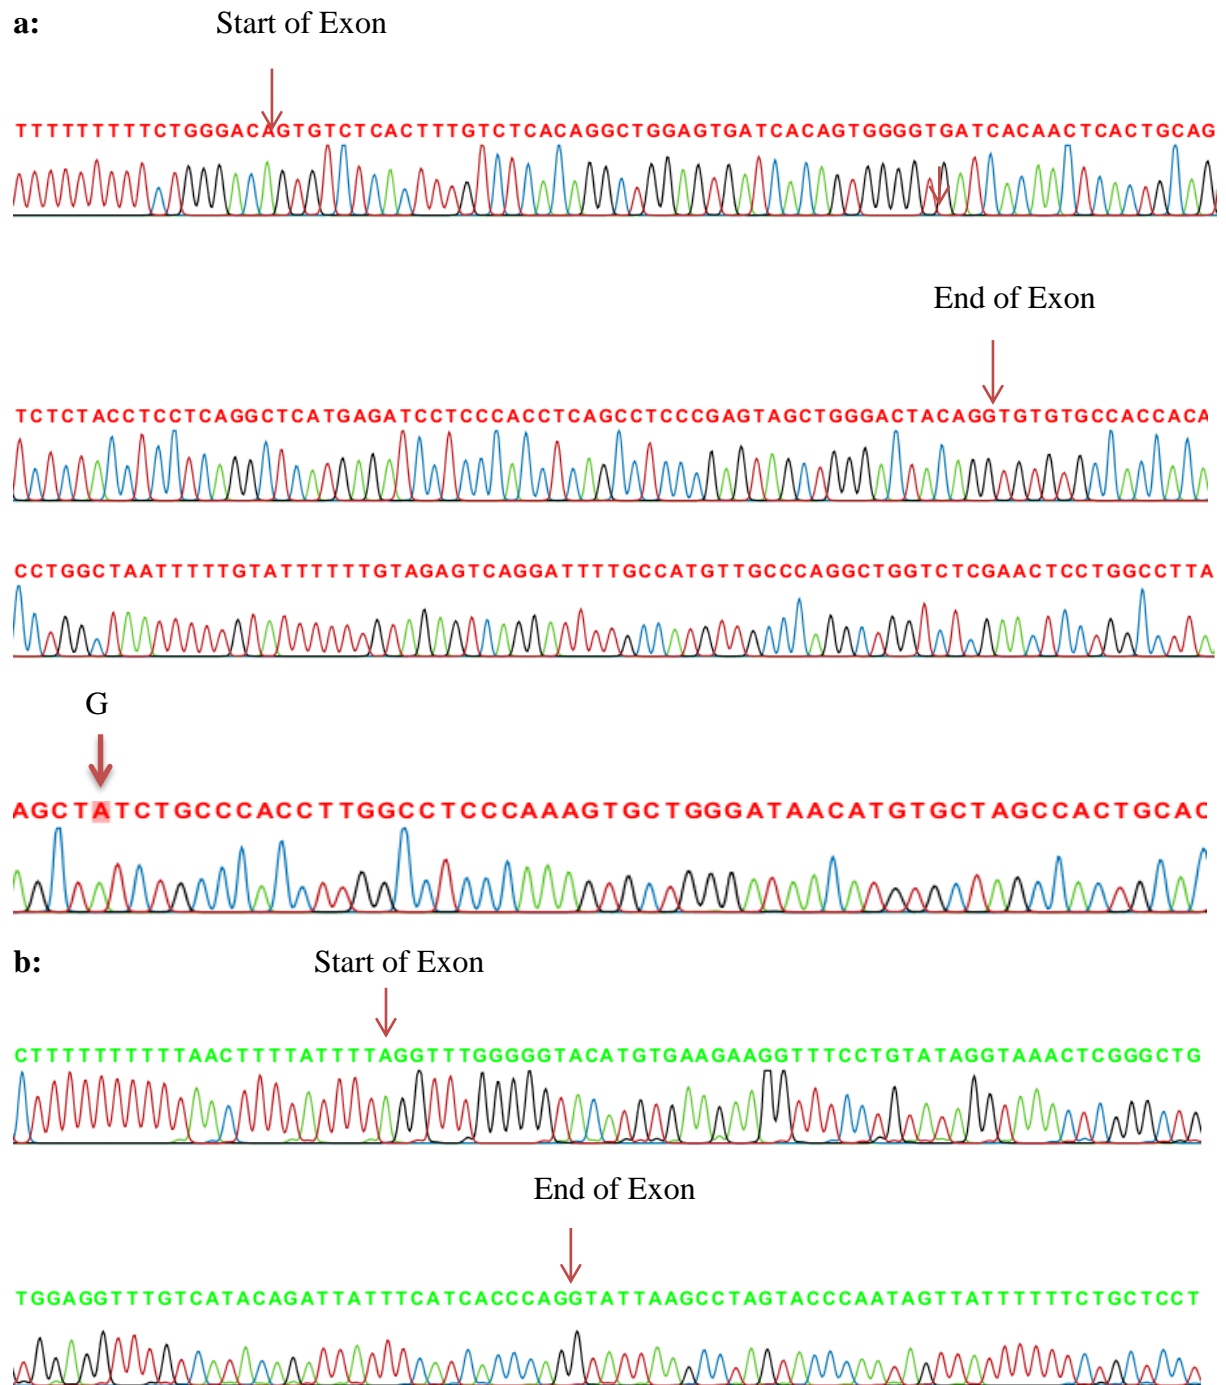 a: Start of Exon
TTTTTTTTTCTGGGACAGTGTCTCACTTTGTCTCACAGGCTGGAGTGATCACAGTGGGGTGATCACAACTCACTGCAG
End of Exon
TCTCTACCTCCTCAGGCTCATGAGATCCTCCCACCTCAGCCTCCCGAGTAGCTGGGACTACAGGTGTGTGCCACCACA
CCTGGCTAATTTTTGTATTTTTTGTAGAGTCAGGATTTTGCCATGTTGCCCAGGCTGGTCTCGAACTCCTGGCCTTA
G
AGCTATCTGCCCACCTTGGCCTCCCAAAGTGCTGGGATAACATGTGCTAGCCACTGCAC
b: Start of Exon
CTTTTTTTTTTAACTTTTATTTTAGGTTTGGGGGTACATGTGAAGAAGGTTTCCTGTATAGGTAAACTCGGGCTG
End of Exon
TGGAGGTTTGTCATACAGATTATTTCATCACCCAGGTATTAAGCCTAGTACCCAATAGTTATTTTTTCTGCTCCT